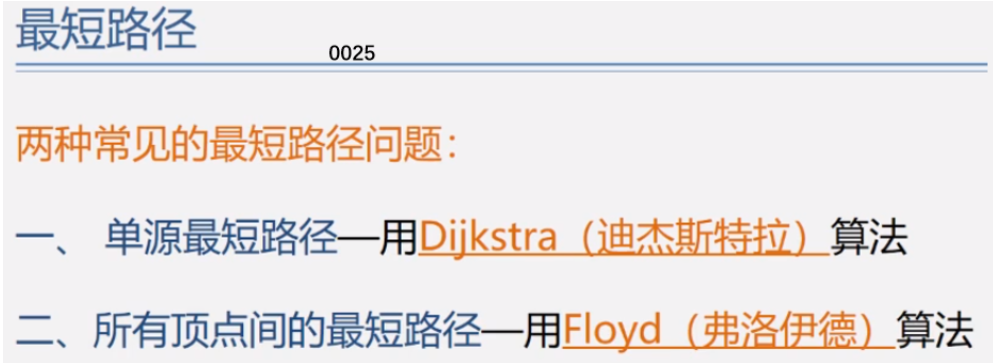 最短路径
0025
两种常见的最短路径问题：
一、 单源最短路径—用Dijkstra（迪杰斯特拉）算法
二、所有顶点间的最短路径—用Floyd（弗洛伊德）算法